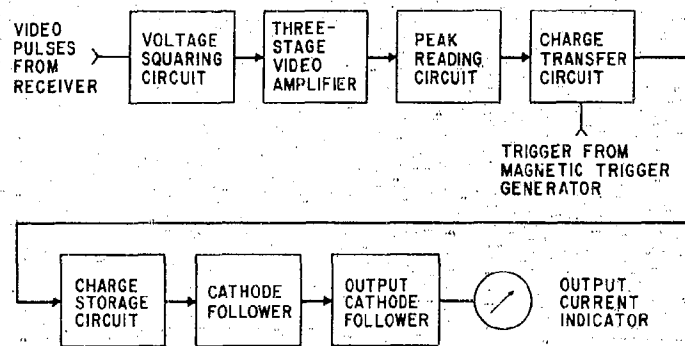 VIDEO
PULSES
FROM
RECEIVER
VOLTAGE
SQUARING
CIRCUIT
THREE-
STAGE
VIDEO
AMPLIFIER
PEAK
READING
CIRCUIT
CHARGE
TRANSFER
CIRCUIT
TRIGGER FROM
MAGNETIC TRIGGER
GENERATOR
CHARGE
STORAGE
CIRCUIT
CATHODE
FOLLOWER
OUTPUT
CATHODE
FOLLOWER
OUTPUT
CURRENT
INDICATOR